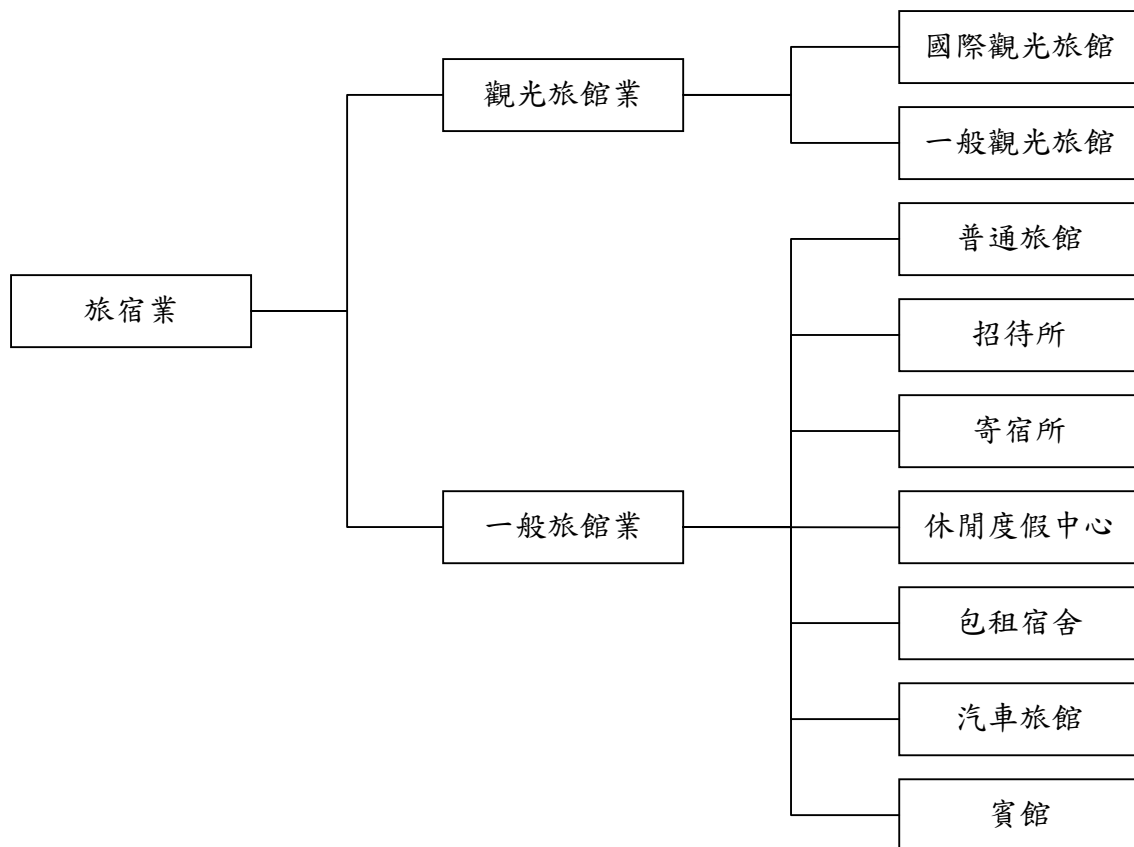 旅宿業
觀光旅館業
國際觀光旅館
一般觀光旅館
一般旅館業
普通旅館
招待所
寄宿所
休閒度假中心
包租宿舍
汽車旅館
賓館